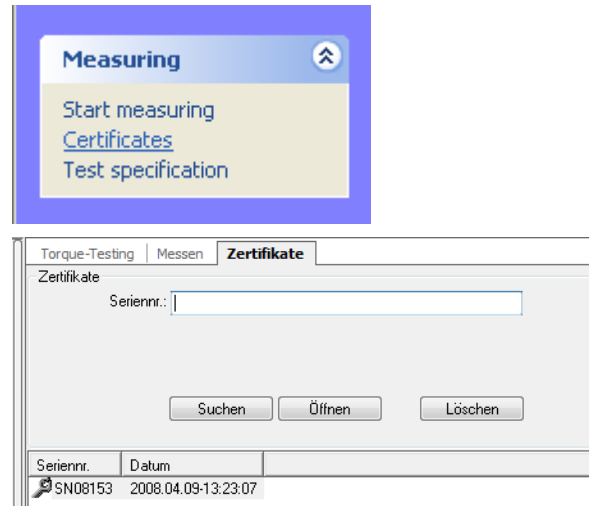 Measuring
Start measuring
Certificates
Test specification
Torque-Testing Messen Zertifikate
Zertifikate
Seriennr.:
Suchen Öffnen Löschen
Seriennr. Datum
SN08153 2008.04.09-13:23:07